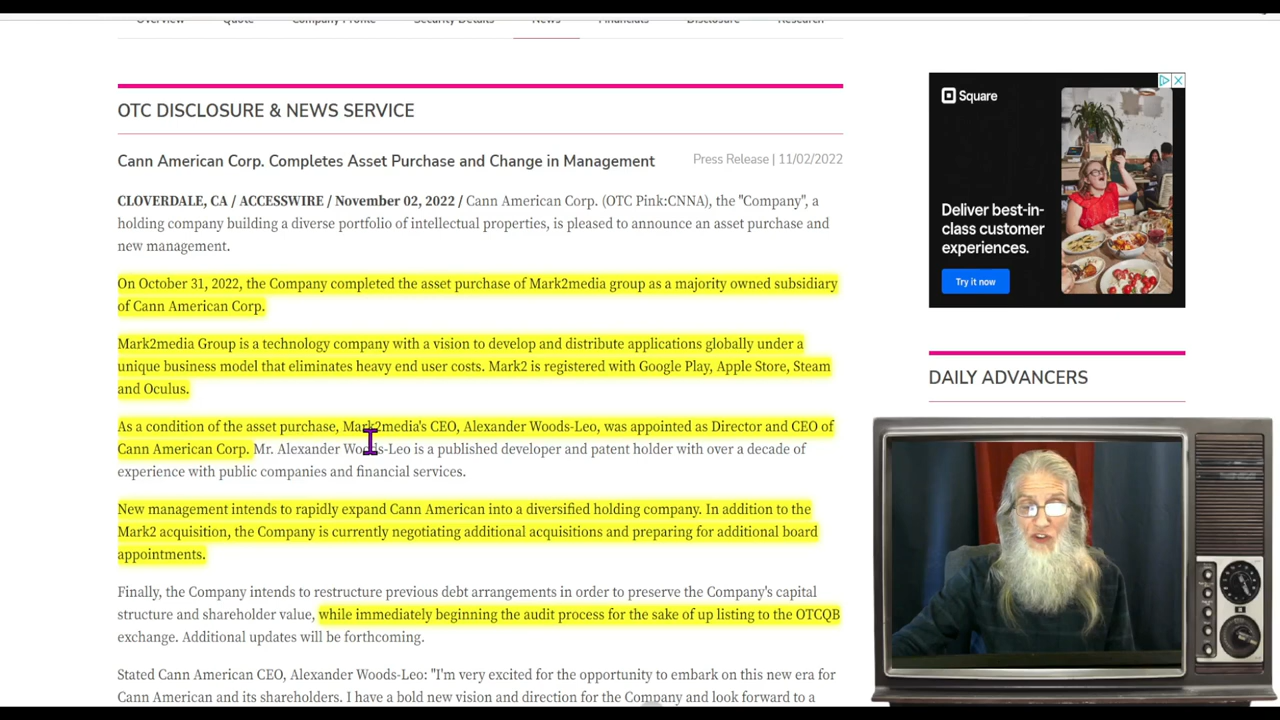 Overview Quote Company Profile Security Details News Financials Disclosure Research
OTC DISCLOSURE & NEWS SERVICE
Cann American Corp. Completes Asset Purchase and Change in Management
Press Release | 11/02/2022
CLOVERDALE, CA / ACCESSWIRE / November 02, 2022 / Cann American Corp. (OTC Pink:CNNA), the "Company", a
holding company building a diverse portfolio of intellectual properties, is pleased to announce an asset purchase and
new management.
On October 31, 2022, the Company completed the asset purchase of Mark2media group as a majority owned subsidiary
of Cann American Corp.
Mark2media Group is a technology company with a vision to develop and distribute applications globally under a
unique business model that eliminates heavy end user costs. Mark2 is registered with Google Play, Apple Store, Steam
and Oculus.
As a condition of the asset purchase, Mark2media's CEO, Alexander Woods-Leo, was appointed as Director and CEO of
Cann American Corp. Mr. Alexander Woods-Leo is a published developer and patent holder with over a decade of
experience with public companies and financial services.
New management intends to rapidly expand Cann American into a diversified holding company. In addition to the
Mark2 acquisition, the Company is currently negotiating additional acquisitions and preparing for additional board
appointments.
Finally, the Company intends to restructure previous debt arrangements in order to preserve the Company's capital
structure and shareholder value, while immediately beginning the audit process for the sake of up listing to the OTCQB
exchange. Additional updates will be forthcoming.
Stated Cann American CEO, Alexander Woods-Leo: "I'm very excited for the opportunity to embark on this new era for
Cann American and its shareholders. I have a bold new vision and direction for the Company and look forward to a
Square
Deliver best-in-
class customer
experiences.
Try it now
DAILY ADVANCERS